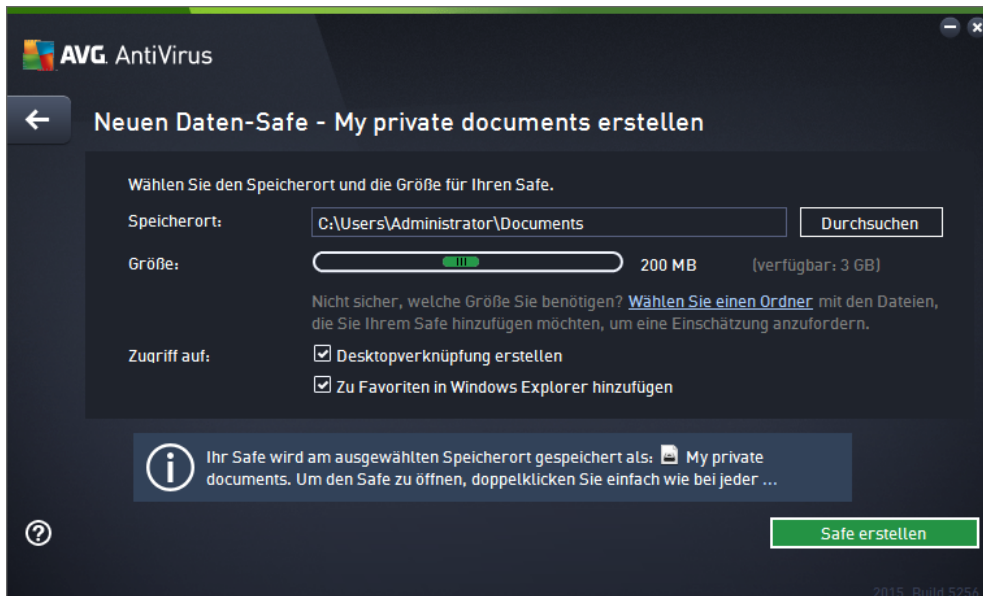 AVG. AntiVirus
Neuen Daten-Safe - My private documents erstellen
Wählen Sie den Speicherort und die Größe für Ihren Safe.
Speicherort: C:\Users\Administrator\Documents Durchsuchen
Größe: 200 MB (verfügbar: 3 GB)
Nicht sicher, welche Größe Sie benötigen? Wählen Sie einen Ordner mit den Dateien,
die Sie Ihrem Safe hinzufügen möchten, um eine Einschätzung anzufordern.
Zugriff auf: Desktopverknüpfung erstellen
Zu Favoriten in Windows Explorer hinzufügen
Ihr Safe wird am ausgewählten Speicherort gespeichert als: My private
documents. Um den Safe zu öffnen, doppelklicken Sie einfach wie bei jeder ...
Safe erstellen
2015. Build 5256